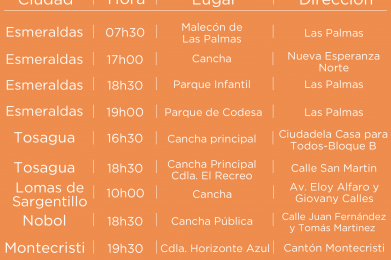 Ciudad Hora Lugar Dirección
Esmeraldas 07h30 Malecón de Las Palmas Las Palmas
Esmeraldas 17h00 Cancha Nueva Esperanza Norte
Esmeraldas 18h30 Parque Infantil Las Palmas
Esmeraldas 19h00 Parque de Codesa Las Palmas
Tosagua 16h30 Cancha principal Ciudadela Casa para Todos-Bloque B
Tosagua 18h30 Cancha Principal Cdla. El Recreo Calle San Martin
Lomas de Sargentillo 10h00 Cancha Av. Eloy Alfaro y Giovany Calles
Nobol 18h30 Cancha Pública Calle Juan Fernández y Tomás Martinez
Montecristi 19h30 Cdla. Horizonte Azul Cantón Montecristi